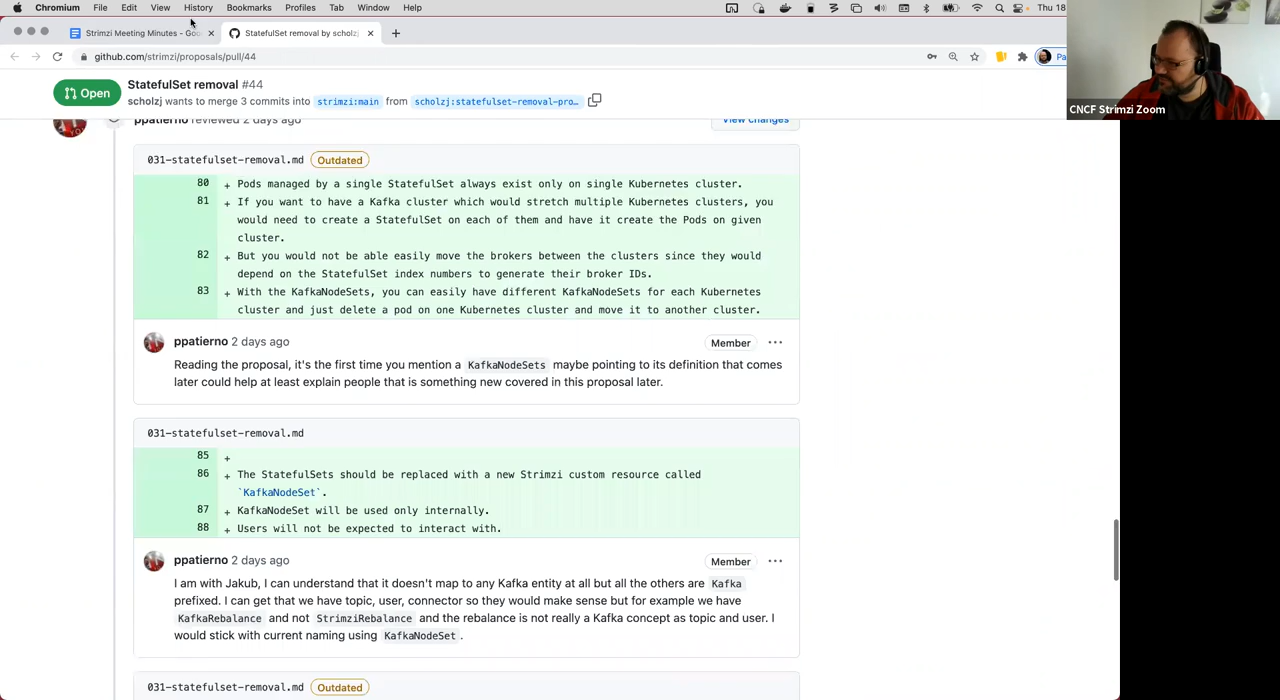 Chromium File Edit View History Bookmarks Profiles Tab Window Help Thu 18
Strimzi Meeting Minutes - Goo StatefulSet removal by scholzj
github.com/strimzi/proposals/pull/44 Pa
CNCF Strimzi Zoom
Open StatefulSet removal #44
scholzj wants to merge 3 commits into strimzi:main from scholzj:statefulset-removal-pro…
ppatierno reviewed 2 days ago View changes
031-statefulset-removal.md Outdated
80 + Pods managed by a single StatefulSet always exist only on single Kubernetes cluster.
81 + If you want to have a Kafka cluster which would stretch multiple Kubernetes clusters, you
would need to create a StatefulSet on each of them and have it create the Pods on given
cluster.
82 + But you would not be able easily move the brokers between the clusters since they would
depend on the StatefulSet index numbers to generate their broker IDs.
83 + With the KafkaNodeSets, you can easily have different KafkaNodeSets for each Kubernetes
cluster and just delete a pod on one Kubernetes cluster and move it to another cluster.
ppatierno 2 days ago Member ···
Reading the proposal, it's the first time you mention a KafkaNodeSets maybe pointing to its definition that comes
later could help at least explain people that is something new covered in this proposal later.
031-statefulset-removal.md
85 +
86 + The StatefulSets should be replaced with a new Strimzi custom resource called
`KafkaNodeSet`.
87 + KafkaNodeSet will be used only internally.
88 + Users will not be expected to interact with.
ppatierno 2 days ago Member ···
I am with Jakub, I can understand that it doesn't map to any Kafka entity at all but all the others are Kafka
prefixed. I can get that we have topic, user, connector so they would make sense but for example we have
KafkaRebalance and not StrimziRebalance and the rebalance is not really a Kafka concept as topic and user. I
would stick with current naming using KafkaNodeSet .
031-statefulset-removal.md Outdated